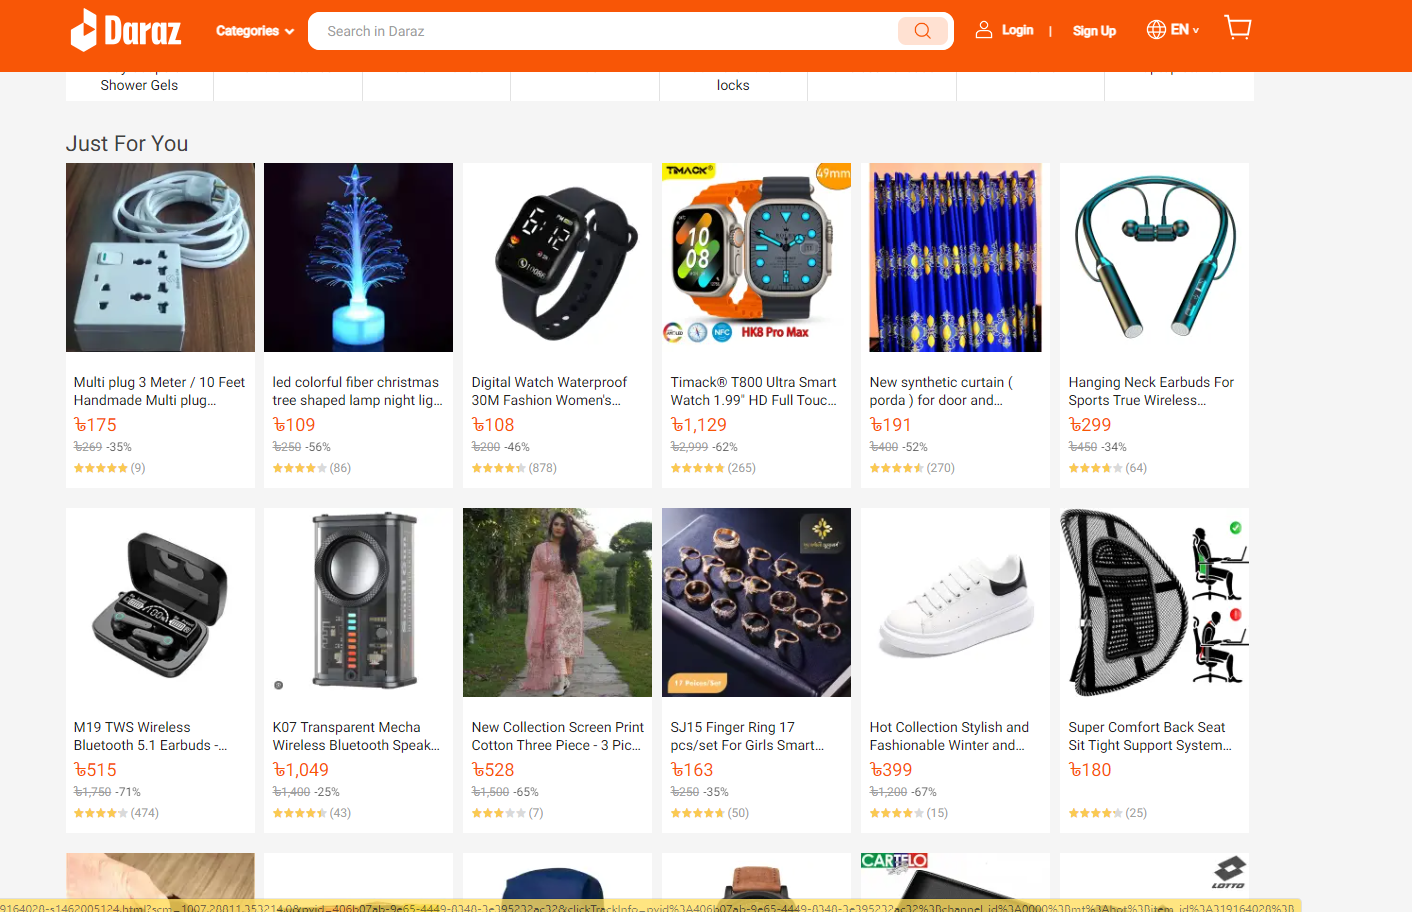 Daraz
Categories
Search in Daraz
Login | Sign Up
EN
Shower Gels
locks
Just For You
TIMACK®
49mm
10
08
NFC
HK8 Pro Max
Multi plug 3 Meter / 10 Feet
Handmade Multi plug...
৳175
৳269 -35%
(9)
led colorful fiber christmas
tree shaped lamp night lig...
৳109
৳250 -56%
(86)
Digital Watch Waterproof
30M Fashion Women's...
৳108
৳200 -46%
(878)
Timack® T800 Ultra Smart
Watch 1.99" HD Full Touc...
৳1,129
৳2,999 -62%
(265)
New synthetic curtain (
porda ) for door and...
৳191
৳400 -52%
(270)
Hanging Neck Earbuds For
Sports True Wireless...
৳299
৳450 -34%
(64)
17 Peices/Set
M19 TWS Wireless
Bluetooth 5.1 Earbuds -...
৳515
৳1,750 -71%
(474)
K07 Transparent Mecha
Wireless Bluetooth Speak...
৳1,049
৳1,400 -25%
(43)
New Collection Screen Print
Cotton Three Piece - 3 Pic...
৳528
৳1,500 -65%
(7)
SJ15 Finger Ring 17
pcs/set For Girls Smart...
৳163
৳250 -35%
(50)
Hot Collection Stylish and
Fashionable Winter and...
৳399
৳1,200 -67%
(15)
Super Comfort Back Seat
Sit Tight Support System...
৳180
(25)
CARTELO
LOTTO